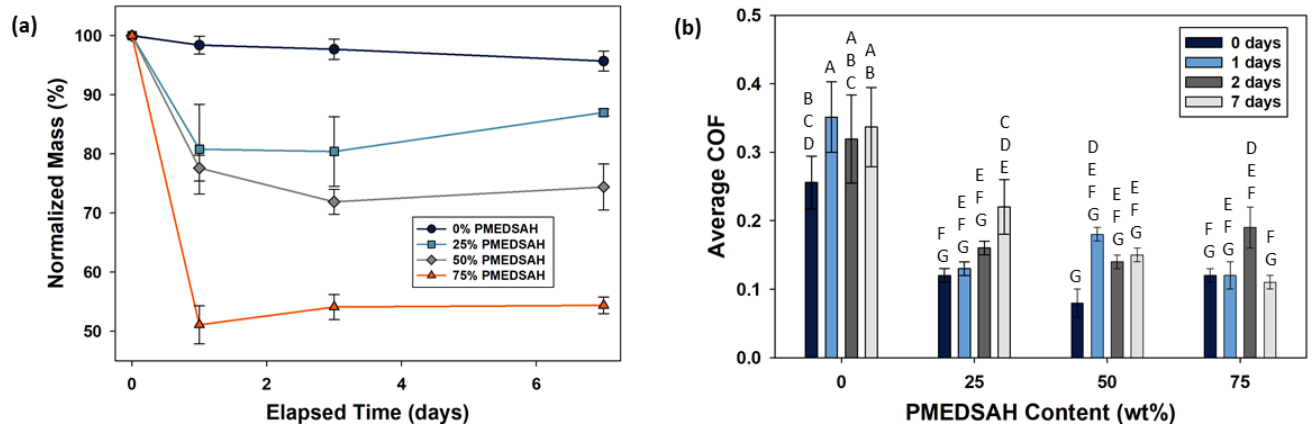 (a)
100
90
80
70
60
50
Normalized Mass (%)
0% PMEDSAH
25% PMEDSAH
50% PMEDSAH
75% PMEDSAH
0
2
4
6
Elapsed Time (days)
(b)
0.5
0.4
0.3
0.2
0.1
0.0
Average COF
0 days
1 days
2 days
7 days
B
C
D
A
A
B
C
A
B
F
G
E
F
G
E
F
G
C
D
E
G
D
E
F
G
E
F
G
E
F
G
F
G
E
F
G
D
E
F
F
G
0
25
50
75
PMEDSAH Content (wt%)